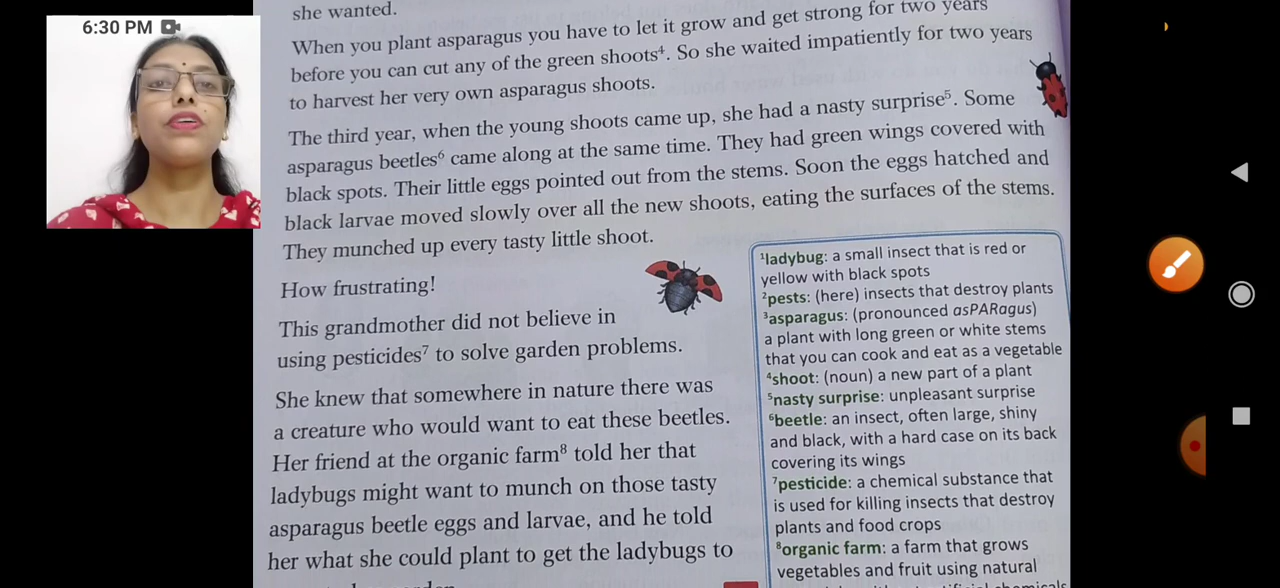 6:30 PM
she wanted.
When you plant asparagus you have to let it grow and get strong for two years
before you can cut any of the green shoots⁴. So she waited impatiently for two years
to harvest her very own asparagus shoots.
The third year, when the young shoots came up, she had a nasty surprise⁵. Some
asparagus beetles⁶ came along at the same time. They had green wings covered with
black spots. Their little eggs pointed out from the stems. Soon the eggs hatched and
black larvae moved slowly over all the new shoots, eating the surfaces of the stems.
They munched up every tasty little shoot.
How frustrating!
This grandmother did not believe in
using pesticides⁷ to solve garden problems.
She knew that somewhere in nature there was
a creature who would want to eat these beetles.
Her friend at the organic farm⁸ told her that
ladybugs might want to munch on those tasty
asparagus beetle eggs and larvae, and he told
her what she could plant to get the ladybugs to
¹ladybug: a small insect that is red or
yellow with black spots
²pests: (here) insects that destroy plants
³asparagus: (pronounced asPARagus)
a plant with long green or white stems
that you can cook and eat as a vegetable
⁴shoot: (noun) a new part of a plant
⁵nasty surprise: unpleasant surprise
⁶beetle: an insect, often large, shiny
and black, with a hard case on its back
covering its wings
⁷pesticide: a chemical substance that
is used for killing insects that destroy
plants and food crops
⁸organic farm: a farm that grows
vegetables and fruit using natural